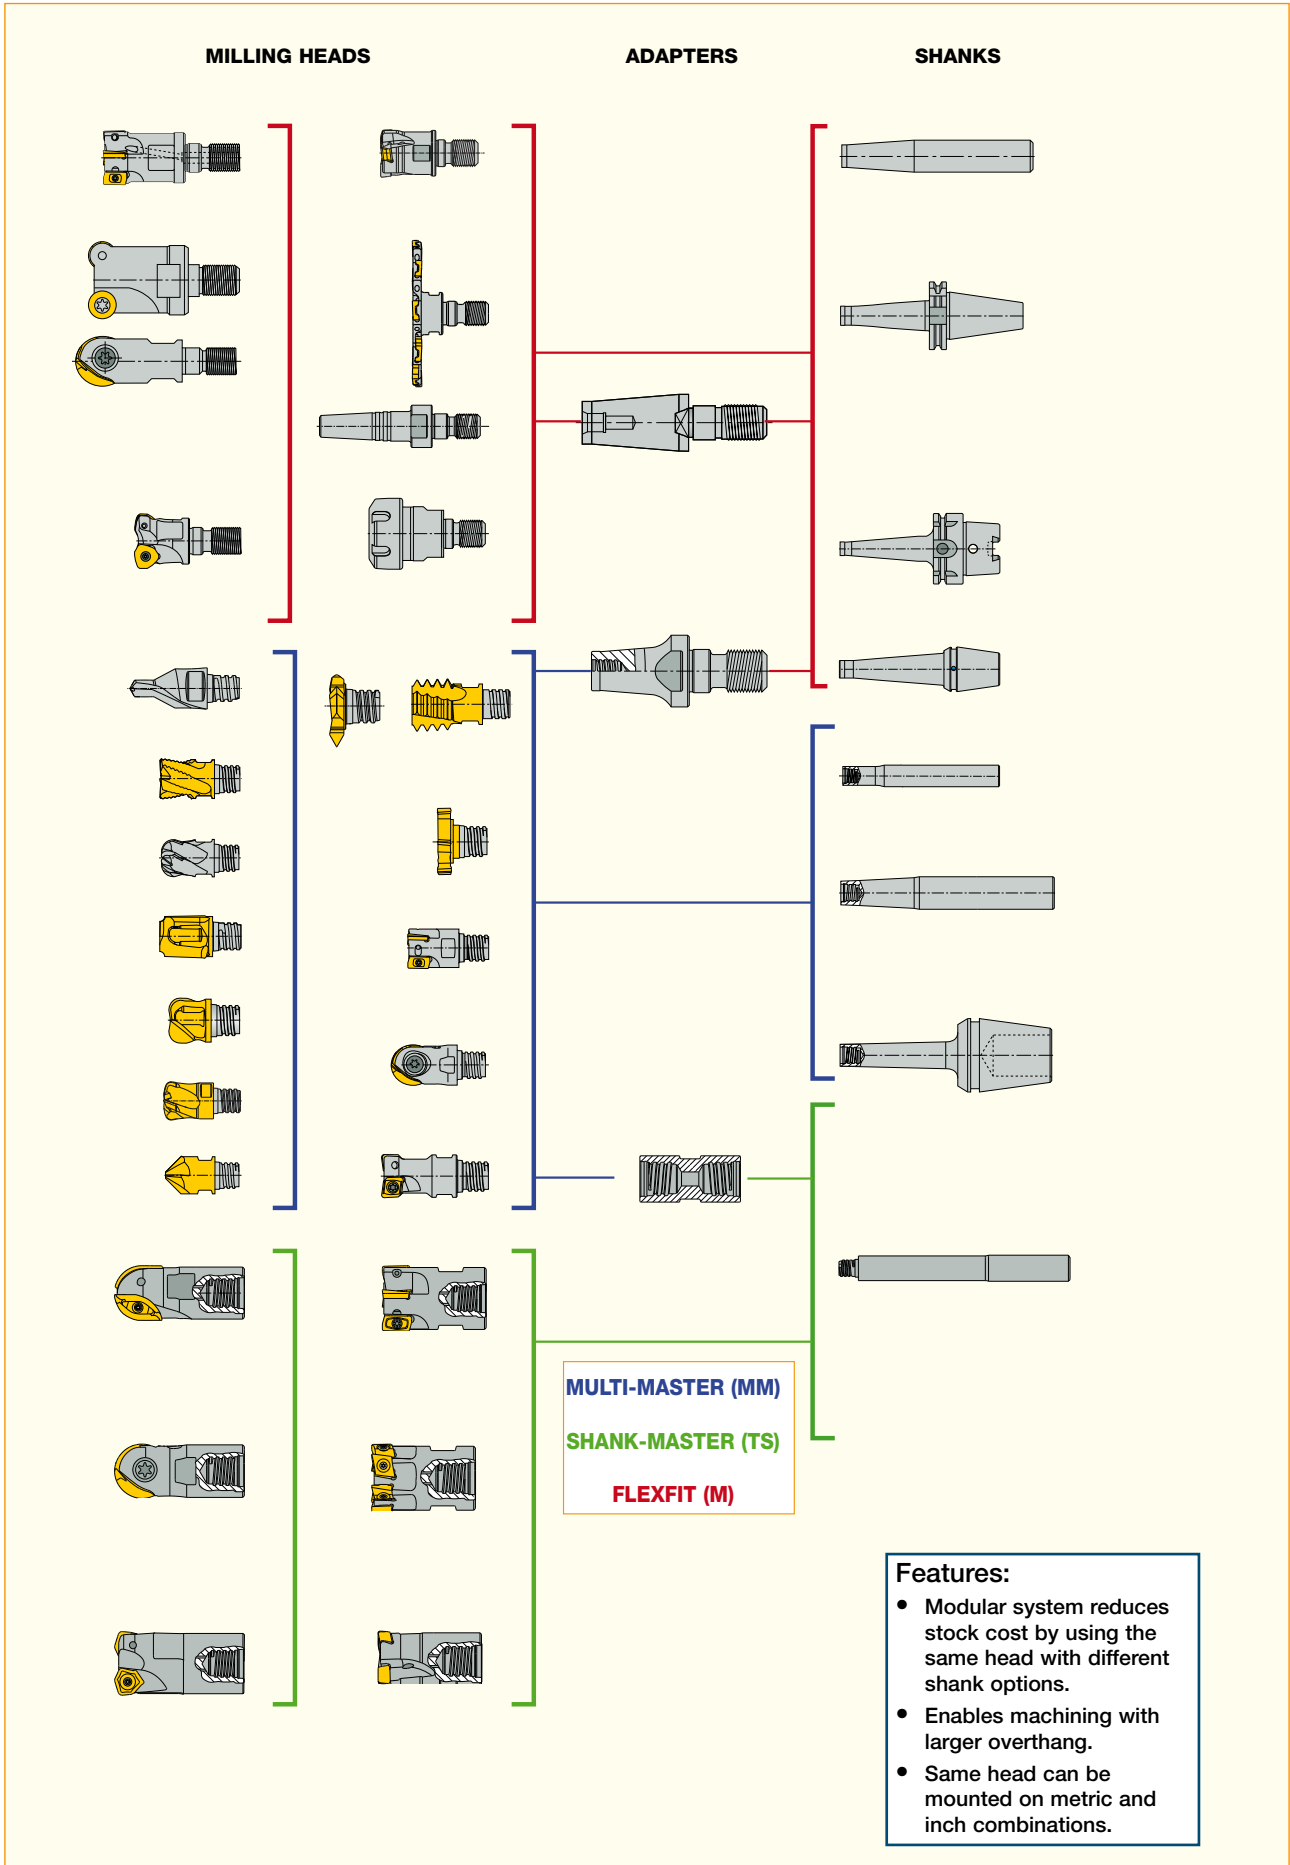 MILLING HEADS
ADAPTERS
SHANKS
MULTI-MASTER (MM)
SHANK-MASTER (TS)
FLEXFIT (M)
Features:
• Modular system reduces
stock cost by using the
same head with different
shank options.
• Enables machining with
larger overthang.
• Same head can be
mounted on metric and
inch combinations.